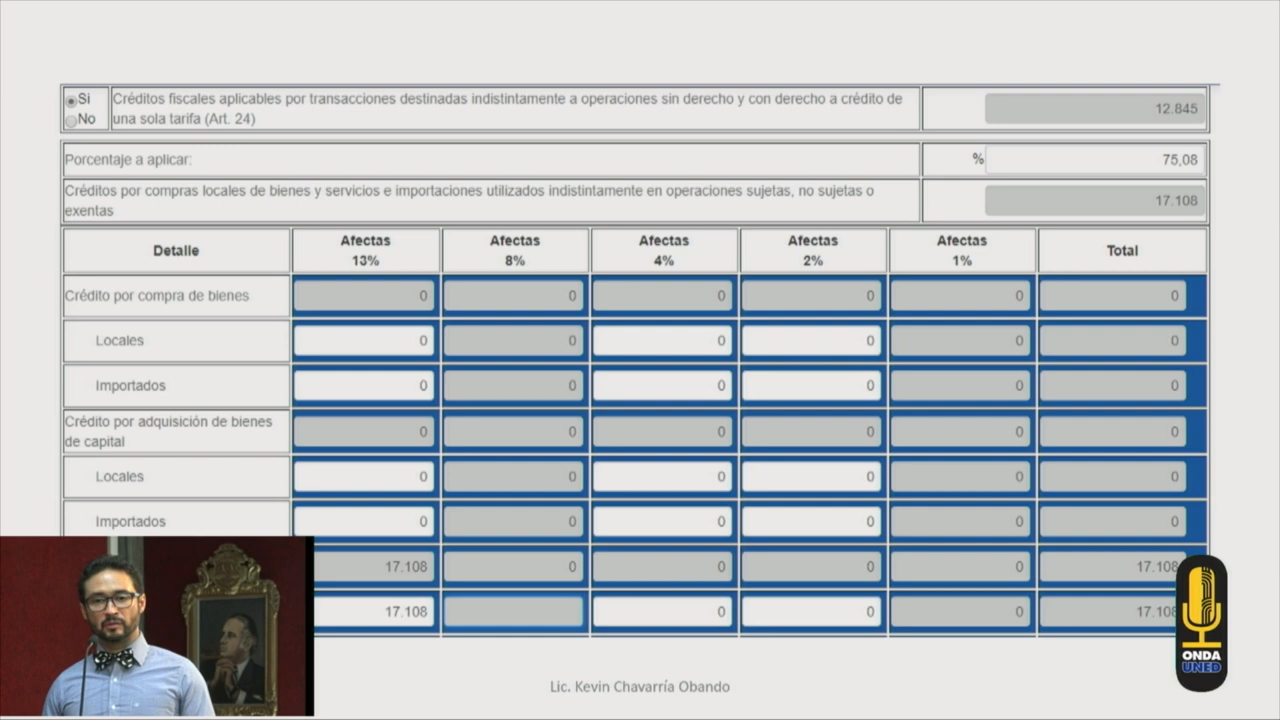 Si
No
Créditos fiscales aplicables por transacciones destinadas indistintamente a operaciones sin derecho y con derecho a crédito de
una sola tarifa (Art. 24)
12.845
Porcentaje a aplicar:
%
75,08
Créditos por compras locales de bienes y servicios e importaciones utilizados indistintamente en operaciones sujetas, no sujetas o
exentas
17.108
Detalle
Afectas
13%
Afectas
8%
Afectas
4%
Afectas
2%
Afectas
1%
Total
Crédito por compra de bienes 0 0 0 0 0 0
Locales 0 0 0 0 0 0
Importados 0 0 0 0 0 0
Crédito por adquisición de bienes
de capital
0 0 0 0 0 0
Locales 0 0 0 0 0 0
Importados 0 0 0 0 0 0
17.108 0 0 0 0 17.108
17.108 0 0 0 17.108
ONDA
UNED
Lic. Kevin Chavarría Obando